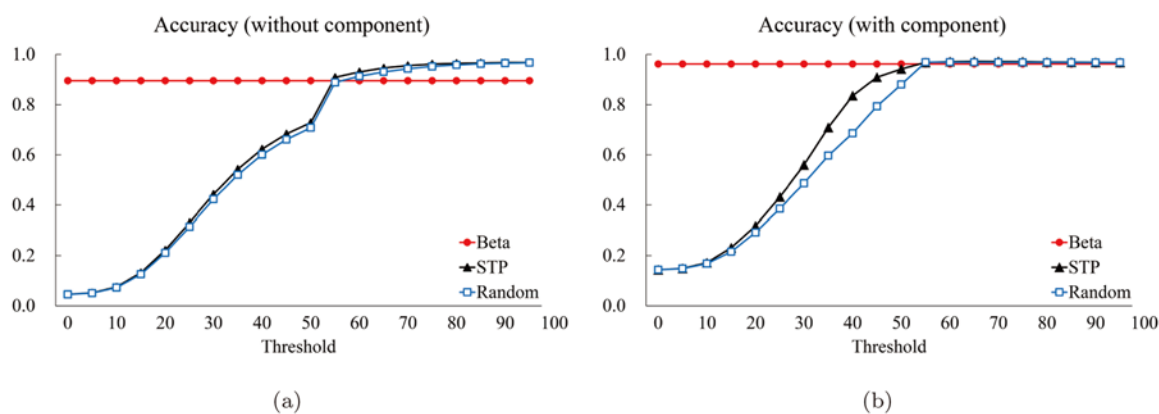 Accuracy (without component)
1.0
0.8
0.6
0.4
0.2
0.0
Beta
STP
Random
0 10 20 30 40 50 60 70 80 90 100
Threshold
(a)
Accuracy (with component)
1.0
0.8
0.6
0.4
0.2
0.0
Beta
STP
Random
0 10 20 30 40 50 60 70 80 90 100
Threshold
(b)